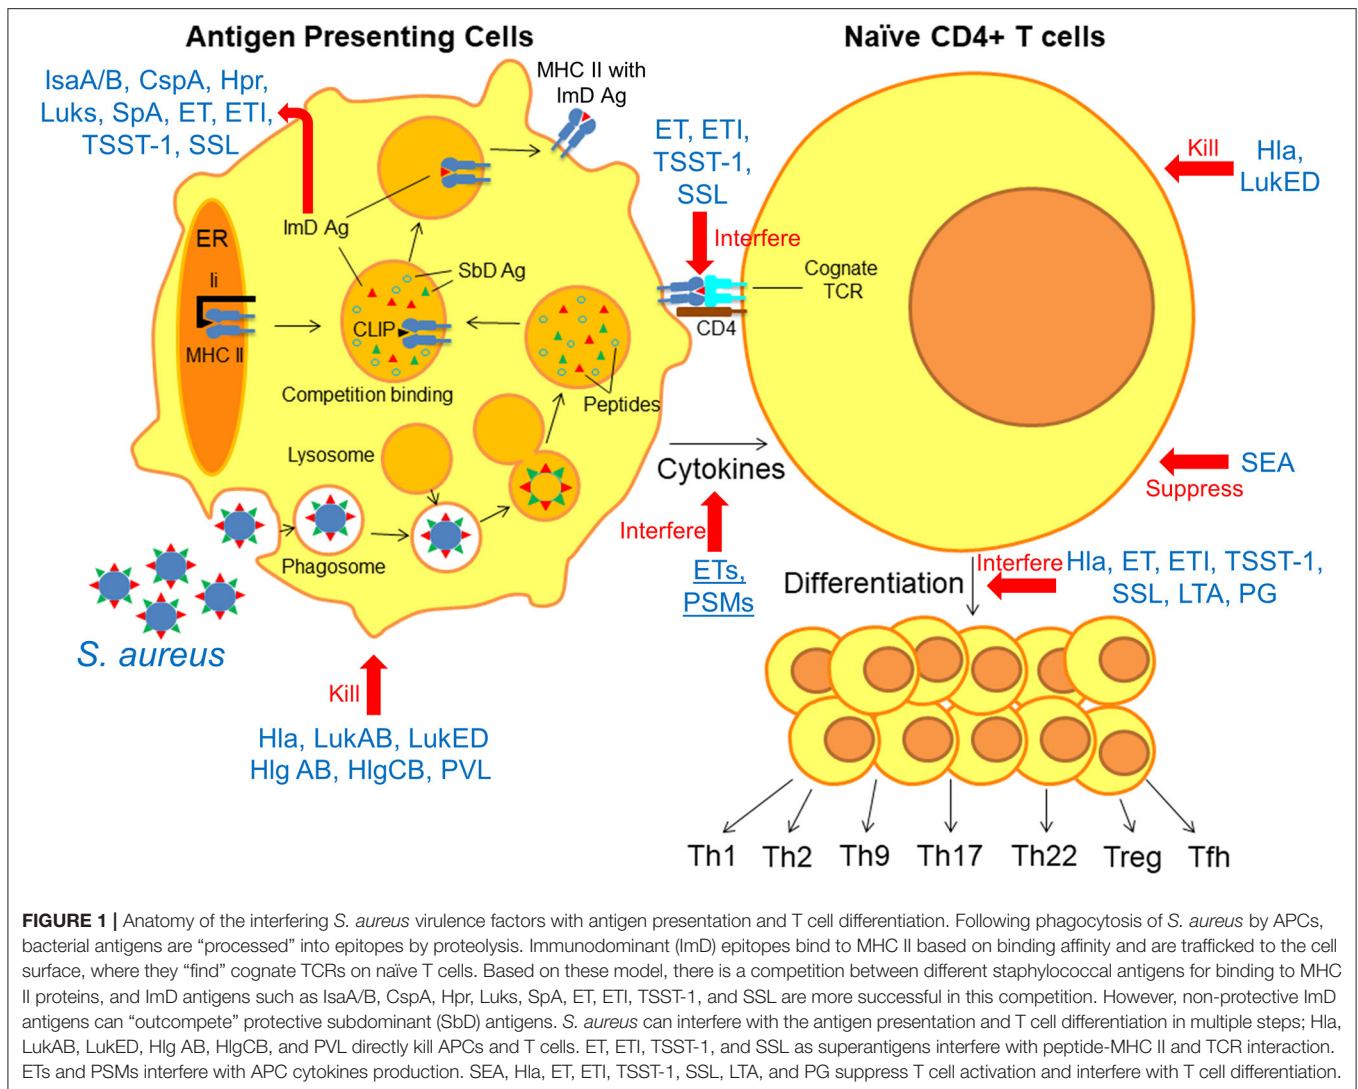 Antigen Presenting Cells
Naïve CD4+ T cells
IsaA/B, CspA, Hpr,
Luks, SpA, ET, ETI,
TSST-1, SSL
MHC II with
ImD Ag
ET, ETI,
TSST-1,
SSL
Interfere
Kill
Hla,
LukED
ImD Ag
ER
Ii
MHC II
SbD Ag
CLIP
Competition binding
Peptides
Cognate
TCR
CD4
Lysosome
Phagosome
Cytokines
Interfere
ETs,
PSMs
SEA
Suppress
S. aureus
Kill
Hla, LukAB, LukED
Hlg AB, HlgCB, PVL
Differentiation
Interfere
Hla, ET, ETI, TSST-1,
SSL, LTA, PG
Th1 Th2 Th9 Th17 Th22 Treg Tfh
FIGURE 1 | Anatomy of the interfering S. aureus virulence factors with antigen presentation and T cell differentiation. Following phagocytosis of S. aureus by APCs,
bacterial antigens are “processed” into epitopes by proteolysis. Immunodominant (ImD) epitopes bind to MHC II based on binding affinity and are trafficked to the cell
surface, where they “find” cognate TCRs on naïve T cells. Based on these model, there is a competition between different staphylococcal antigens for binding to MHC
II proteins, and ImD antigens such as IsaA/B, CspA, Hpr, Luks, SpA, ET, ETI, TSST-1, and SSL are more successful in this competition. However, non-protective ImD
antigens can “outcompete” protective subdominant (SbD) antigens. S. aureus can interfere with the antigen presentation and T cell differentiation in multiple steps; Hla,
LukAB, LukED, Hlg AB, HlgCB, and PVL directly kill APCs and T cells. ET, ETI, TSST-1, and SSL as superantigens interfere with peptide-MHC II and TCR interaction.
ETs and PSMs interfere with APC cytokines production. SEA, Hla, ET, ETI, TSST-1, SSL, LTA, and PG suppress T cell activation and interfere with T cell differentiation.